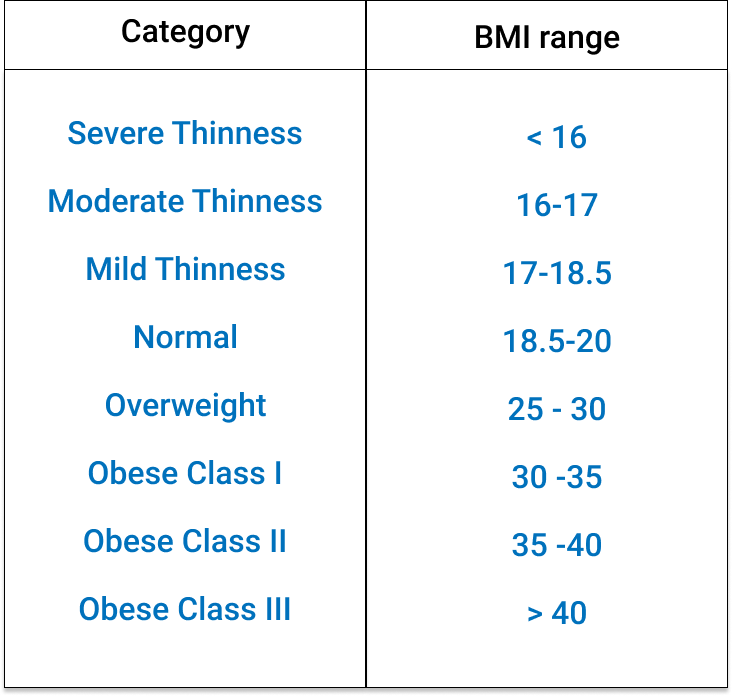 Category BMI range
Severe Thinness < 16
Moderate Thinness 16-17
Mild Thinness 17-18.5
Normal 18.5-20
Overweight 25 - 30
Obese Class I 30 -35
Obese Class II 35 -40
Obese Class III > 40